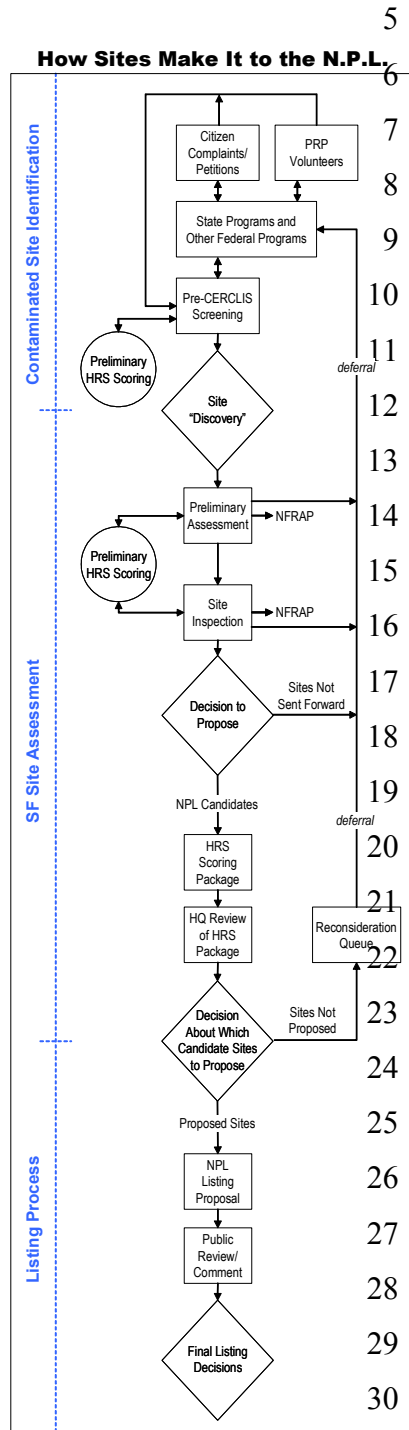 5
How Sites Make It to the N.P.L.
6
7
Citizen
Complaints/
Petitions
PRP
Volunteers
8
State Programs and
Other Federal Programs
9
Contaminated Site Identification
10
Pre-CERCLIS
Screening
11
Preliminary
HRS Scoring
deferral
12
Site
“Discovery”
13
Preliminary
Assessment
NFRAP
14
Preliminary
HRS Scoring
15
Site
Inspection
NFRAP
16
SF Site Assessment
17
Decision to
Propose
Sites Not
Sent Forward
18
NPL Candidates
19
deferral
HRS
Scoring
Package
20
HQ Review
of HRS
Package
21
Reconsideration
Queue
22
Decision
About Which
Candidate Sites
to Propose
Sites Not
Proposed
23
24
Proposed Sites
25
Listing Process
NPL
Listing
Proposal
26
Public
Review/
Comment
27
28
Final Listing
Decisions
29
30